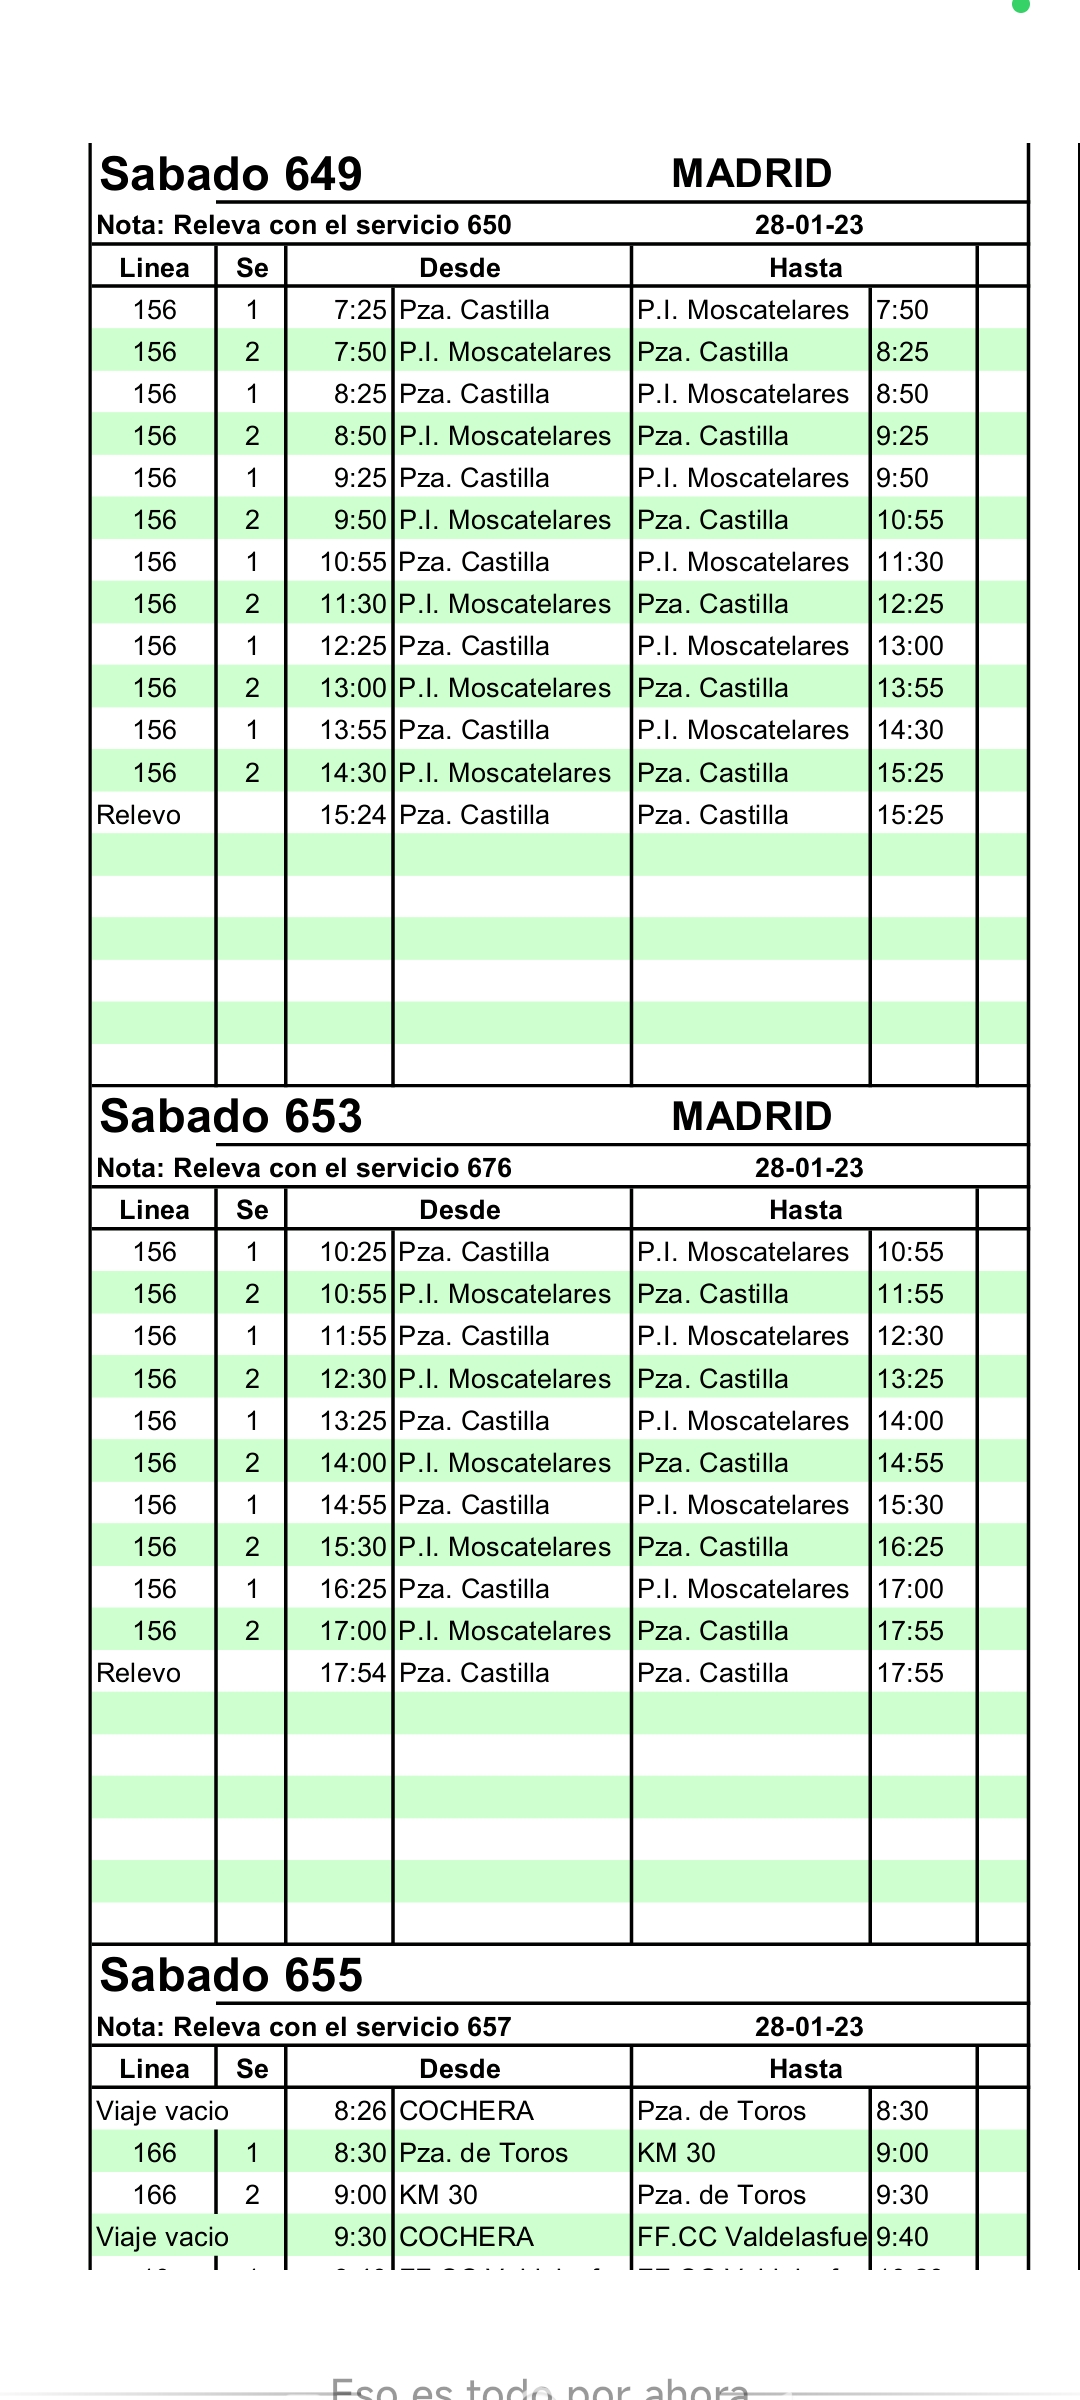 Sabado 649 MADRID
Nota: Releva con el servicio 650 28-01-23
Linea Se Desde Hasta
156 1 7:25 Pza. Castilla P.I. Moscatelares 7:50
156 2 7:50 P.I. Moscatelares Pza. Castilla 8:25
156 1 8:25 Pza. Castilla P.I. Moscatelares 8:50
156 2 8:50 P.I. Moscatelares Pza. Castilla 9:25
156 1 9:25 Pza. Castilla P.I. Moscatelares 9:50
156 2 9:50 P.I. Moscatelares Pza. Castilla 10:55
156 1 10:55 Pza. Castilla P.I. Moscatelares 11:30
156 2 11:30 P.I. Moscatelares Pza. Castilla 12:25
156 1 12:25 Pza. Castilla P.I. Moscatelares 13:00
156 2 13:00 P.I. Moscatelares Pza. Castilla 13:55
156 1 13:55 Pza. Castilla P.I. Moscatelares 14:30
156 2 14:30 P.I. Moscatelares Pza. Castilla 15:25
Relevo 15:24 Pza. Castilla Pza. Castilla 15:25
Sabado 653 MADRID
Nota: Releva con el servicio 676 28-01-23
Linea Se Desde Hasta
156 1 10:25 Pza. Castilla P.I. Moscatelares 10:55
156 2 10:55 P.I. Moscatelares Pza. Castilla 11:55
156 1 11:55 Pza. Castilla P.I. Moscatelares 12:30
156 2 12:30 P.I. Moscatelares Pza. Castilla 13:25
156 1 13:25 Pza. Castilla P.I. Moscatelares 14:00
156 2 14:00 P.I. Moscatelares Pza. Castilla 14:55
156 1 14:55 Pza. Castilla P.I. Moscatelares 15:30
156 2 15:30 P.I. Moscatelares Pza. Castilla 16:25
156 1 16:25 Pza. Castilla P.I. Moscatelares 17:00
156 2 17:00 P.I. Moscatelares Pza. Castilla 17:55
Relevo 17:54 Pza. Castilla Pza. Castilla 17:55
Sabado 655
Nota: Releva con el servicio 657 28-01-23
Linea Se Desde Hasta
Viaje vacio 8:26 COCHERA Pza. de Toros 8:30
166 1 8:30 Pza. de Toros KM 30 9:00
166 2 9:00 KM 30 Pza. de Toros 9:30
Viaje vacio 9:30 COCHERA FF.CC Valdelasfue 9:40
Eso es todo por ahora